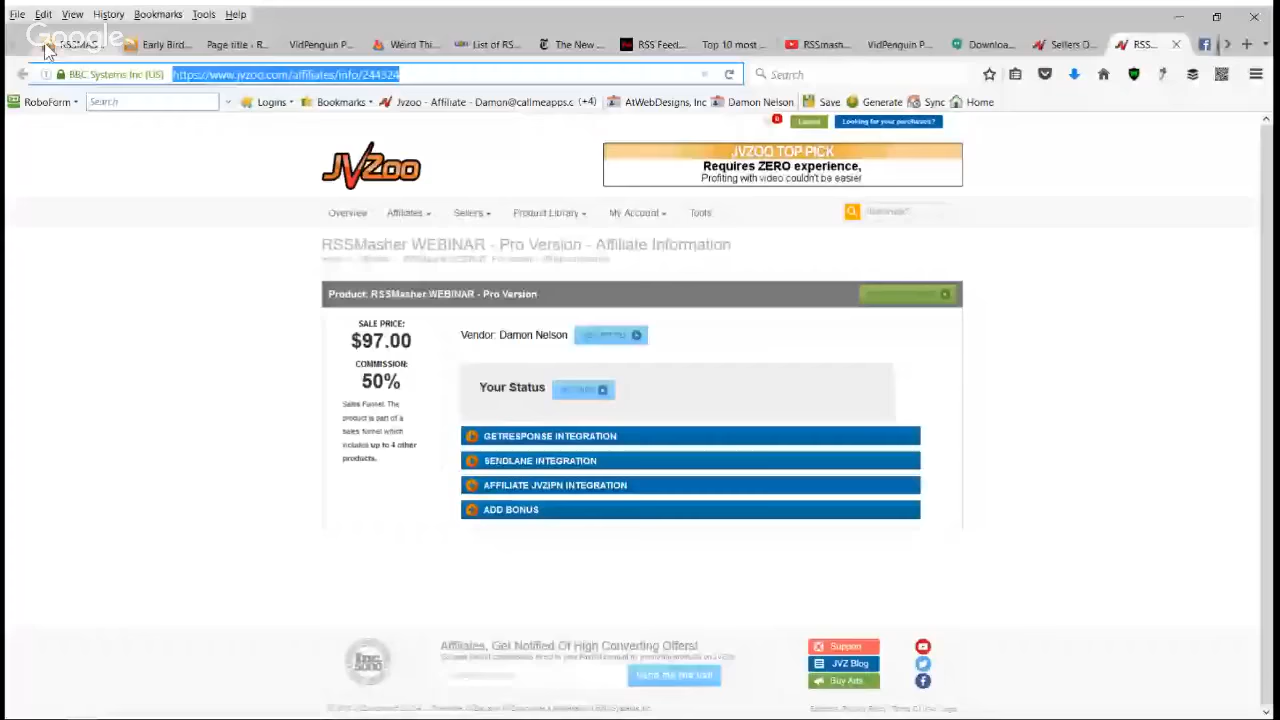 File Edit View History Bookmarks Tools Help
Google
Early Bird... Page title - R... VidPenguin P... Weird Thi... List of RS... The New ... RSS Feed... Top 10 most ... RSSmash... VidPenguin P... Downloa... Sellers D... RSS...
BBC Systems Inc (US) https://www.jvzoo.com/affiliates/info/244324 Search
RoboForm Search Logins Bookmarks Jvzoo - Affiliate - Damon@callmeapps.c (+4) AtWebDesigns, Inc Damon Nelson Save Generate Sync Home
Looking for your purchases?
JVZoo
JVZOO TOP PICK
Requires ZERO experience,
Profiting with video couldn't be easier
Overview Affiliates Sellers Product Library My Account Tools
RSSMasher WEBINAR - Pro Version - Affiliate Information
Product: RSSMasher WEBINAR - Pro Version
SALE PRICE:
$97.00
COMMISSION:
50%
Sales Funnel. The
product is part of a
sales funnel which
includes up to 4 other
products.
Vendor: Damon Nelson
Your Status
GETRESPONSE INTEGRATION
SENDLANE INTEGRATION
AFFILIATE JVZIPN INTEGRATION
ADD BONUS
Affiliates, Get Notified Of High Converting Offers!
Support
JVZ Blog
Buy Ads
Inc.
5000